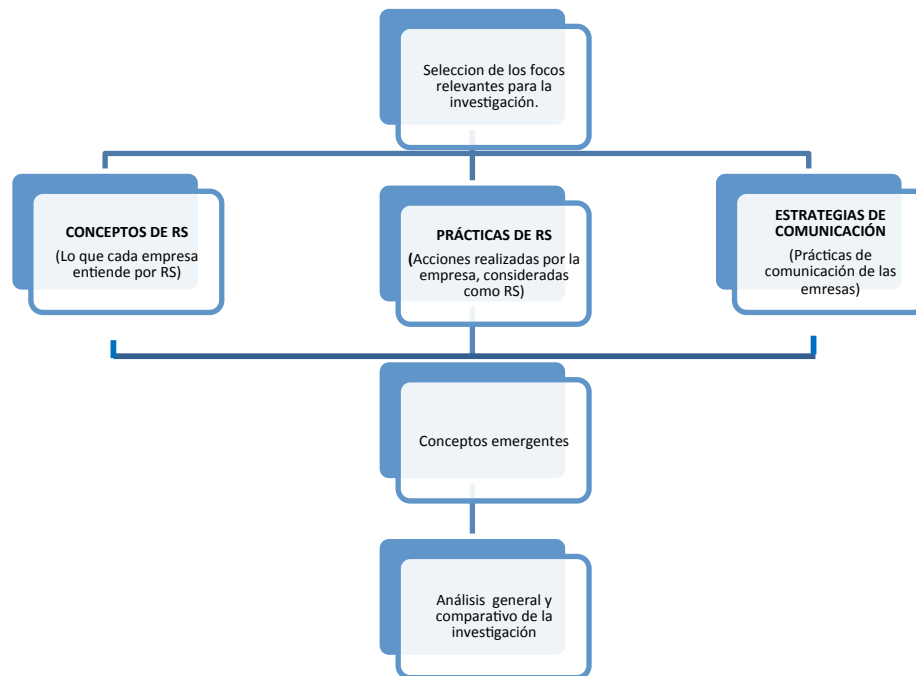 Seleccion de los focos
relevantes para la
investigación.
CONCEPTOS DE RS
(Lo que cada empresa
entiende por RS)
PRÁCTICAS DE RS
(Acciones realizadas por la
empresa, consideradas
como RS)
ESTRATEGIAS DE
COMUNICACIÓN
(Prácticas de
comunicación de las
emresas)
Conceptos emergentes
Análisis general y
comparativo de la
investigación